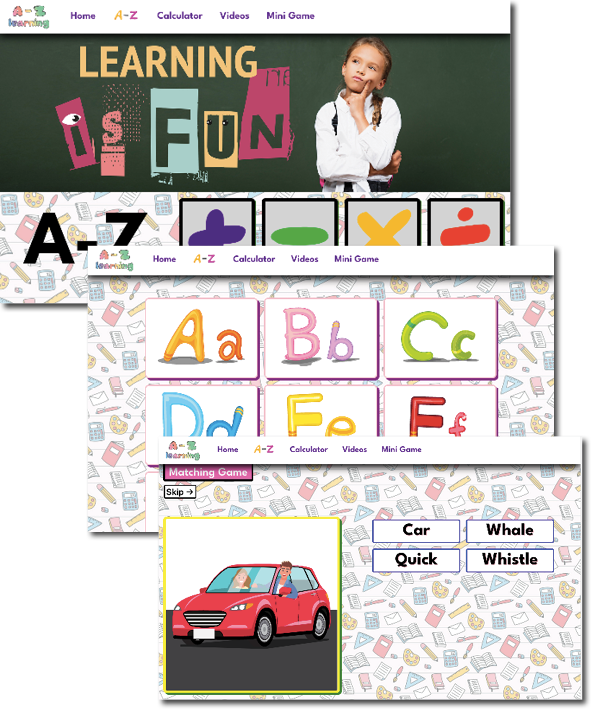 A-Z
learning
Home A-Z Calculator Videos Mini Game
LEARNING
THE
is FUN
A-Z
A-Z
learning
Home A-Z Calculator Videos Mini Game
Aa Bb Cc
Dd Ee Ff
A-Z
learning
Home A-Z Calculator Videos Mini Game
Matching Game
Skip →
Car Whale
Quick Whistle